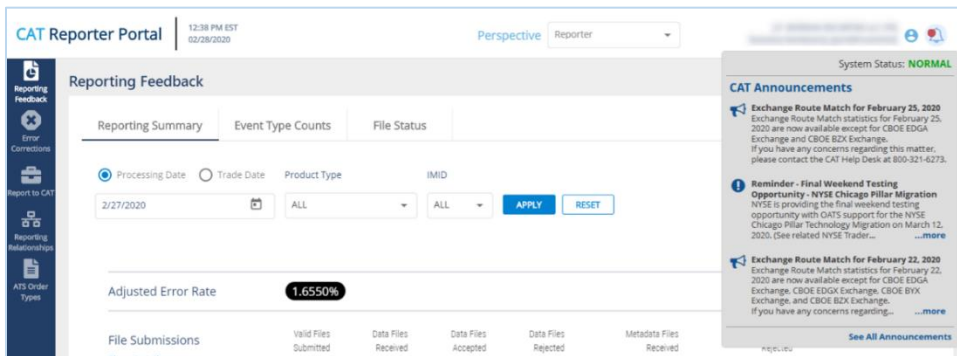 CAT Reporter Portal
12:38 PM EST
02/28/2020
Perspective
Reporter
System Status: NORMAL
CAT Announcements
Exchange Route Match for February 25, 2020
Exchange Route Match statistics for February 25,
2020 are now available except for CBOE EDGA
Exchange and CBOE BZX Exchange.
If you have any concerns regarding this matter,
please contact the CAT Help Desk at 800-321-6273.
Reminder - Final Weekend Testing
Opportunity - NYSE Chicago Pillar Migration
NYSE is providing the final weekend testing
opportunity with OATS support for the NYSE
Chicago Pillar Technology Migration on March 12,
2020. (See related NYSE Trader... ...more
Exchange Route Match for February 22, 2020
Exchange Route Match statistics for February 22,
2020 are now available except for CBOE EDGA
Exchange, CBOE EDGX Exchange, CBOE BYX
Exchange, and CBOE BZX Exchange.
If you have any concerns regarding... ...more
See All Announcements
Reporting
Feedback
Error
Corrections
Report to CAT
Reporting
Relationships
ATS Order
Types
Reporting Feedback
Reporting Summary
Event Type Counts
File Status
Processing Date
Trade Date
Product Type
IMID
2/27/2020
ALL
ALL
APPLY
RESET
Adjusted Error Rate
1.6550%
File Submissions
Valid Files
Submitted
Data Files
Received
Data Files
Accepted
Data Files
Rejected
Metadata Files
Received
Rejected